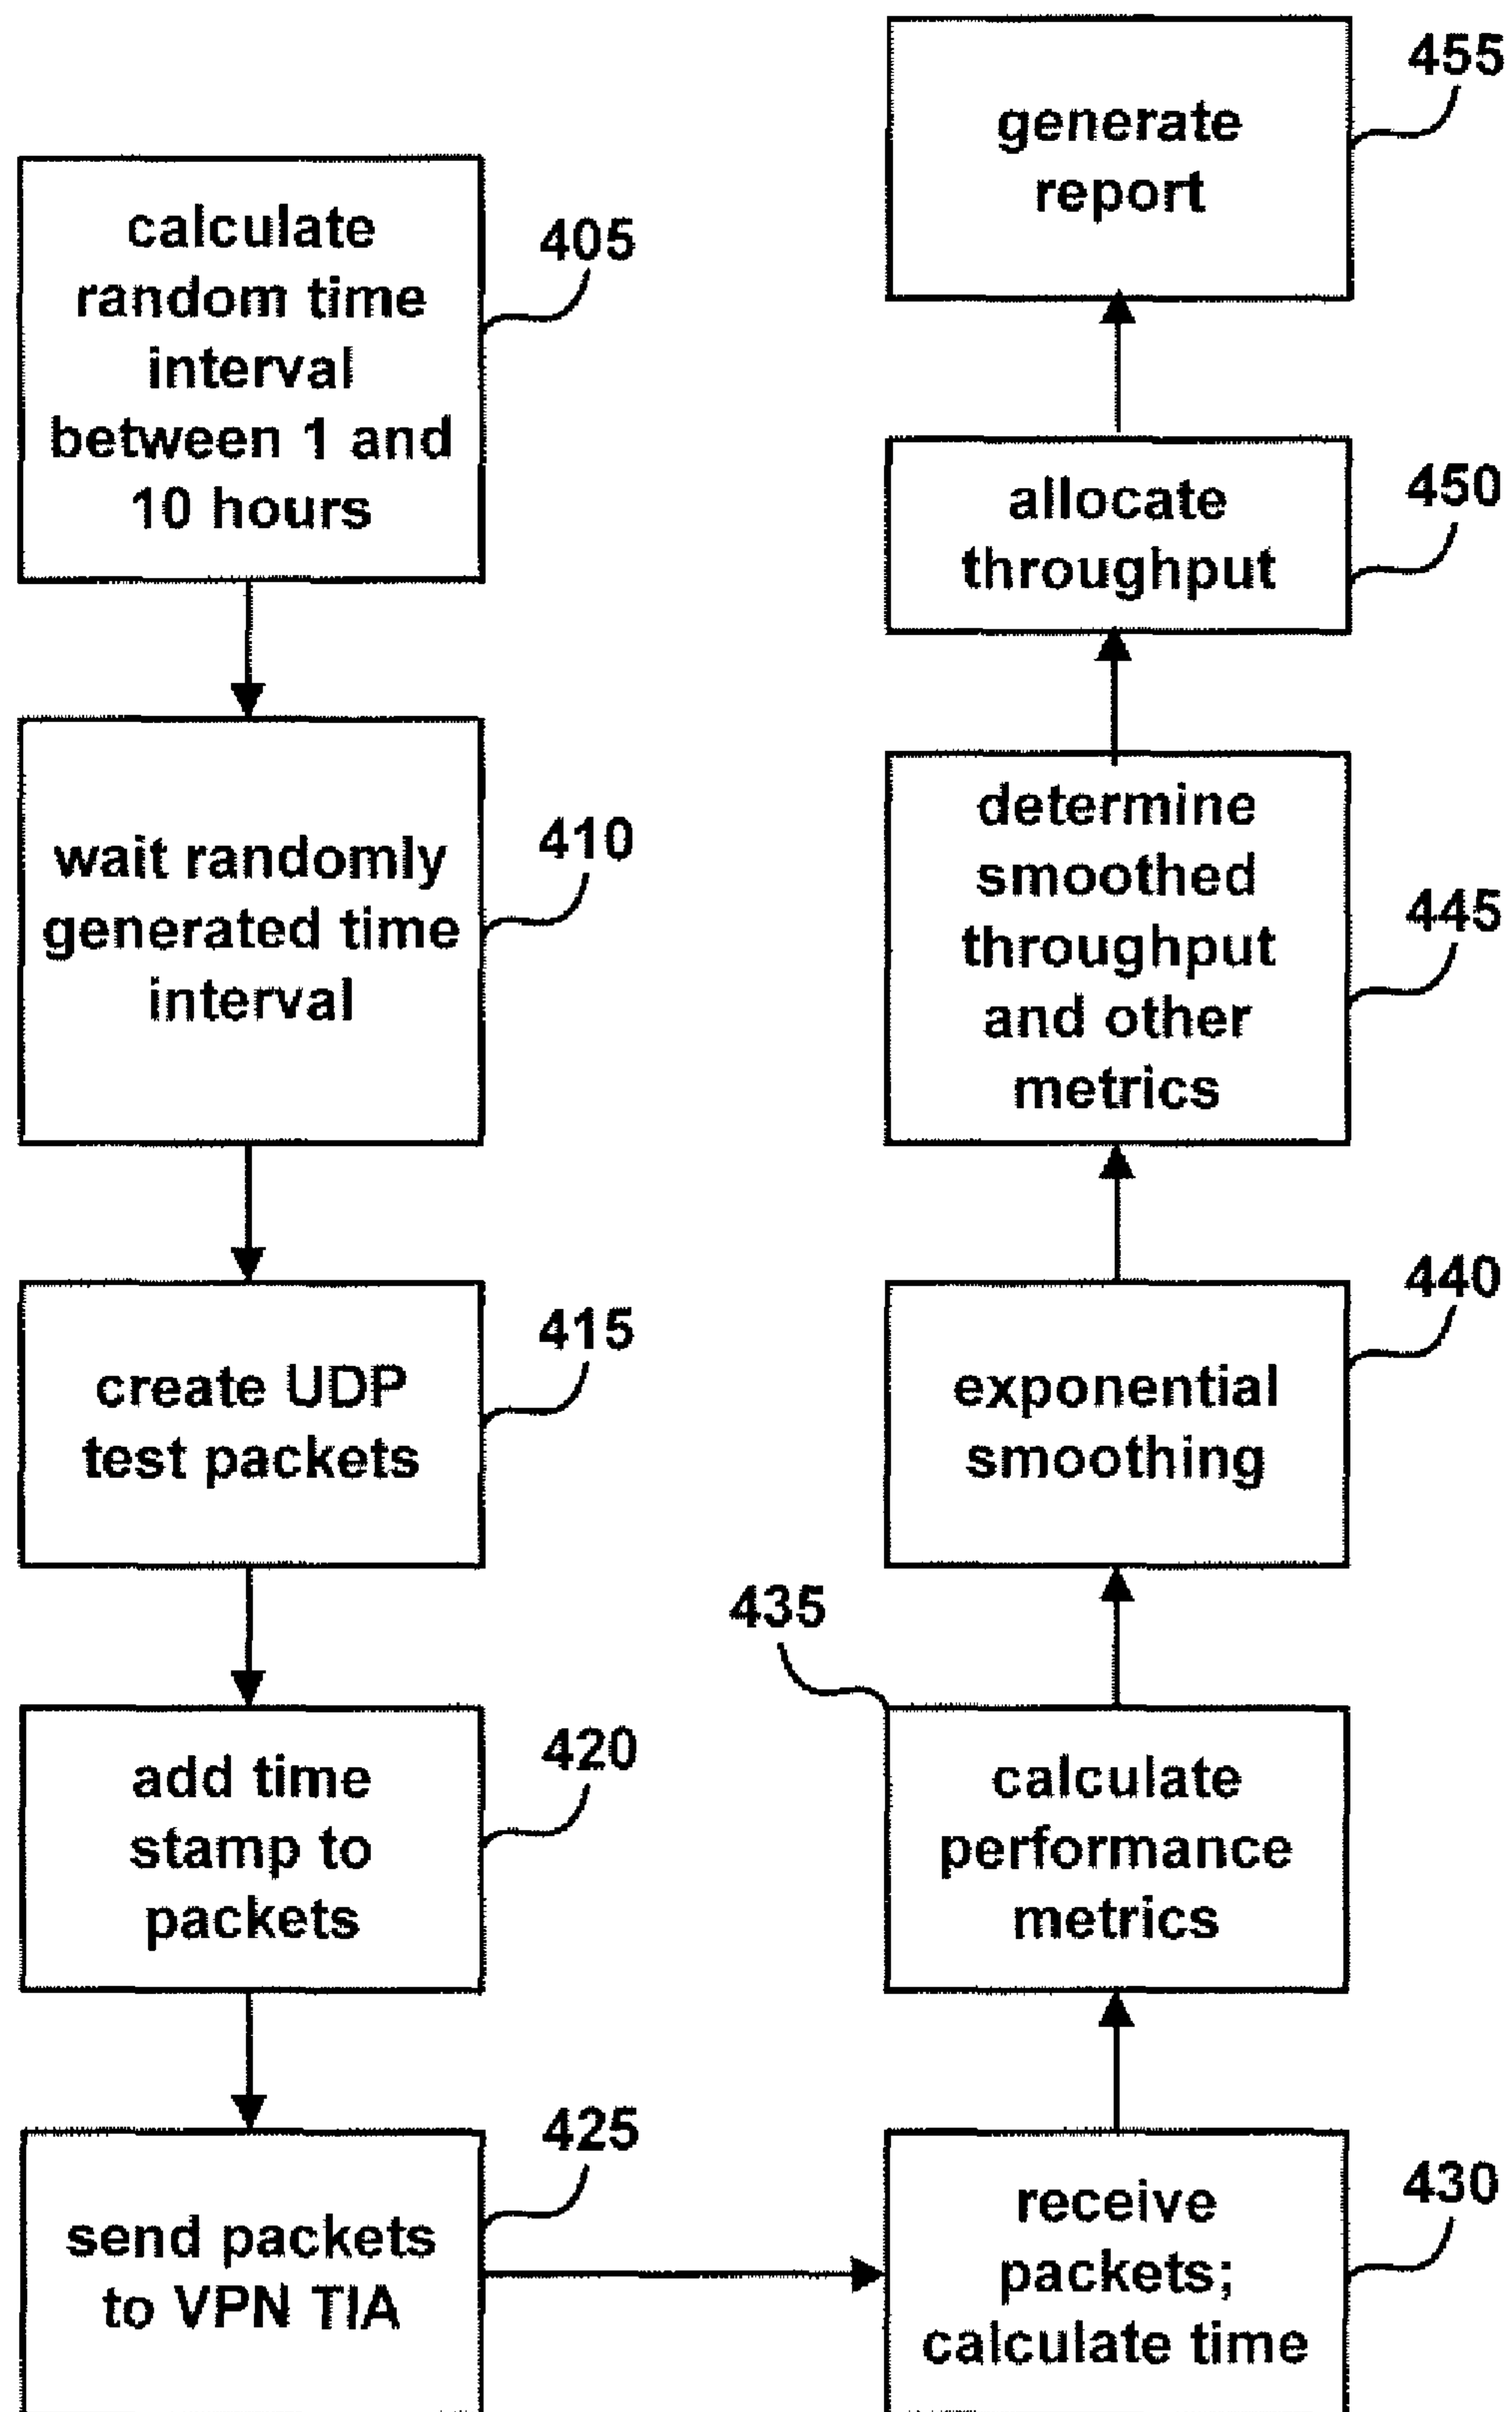 calculate
random time
interval
between 1 and
10 hours
405
wait randomly
generated time
interval
410
create UDP
test packets
415
add time
stamp to
packets
420
send packets
to VPN TIA
425
receive
packets;
calculate time
430
calculate
performance
metrics
435
exponential
smoothing
440
determine
smoothed
throughput
and other
metrics
445
allocate
throughput
450
generate
report
455